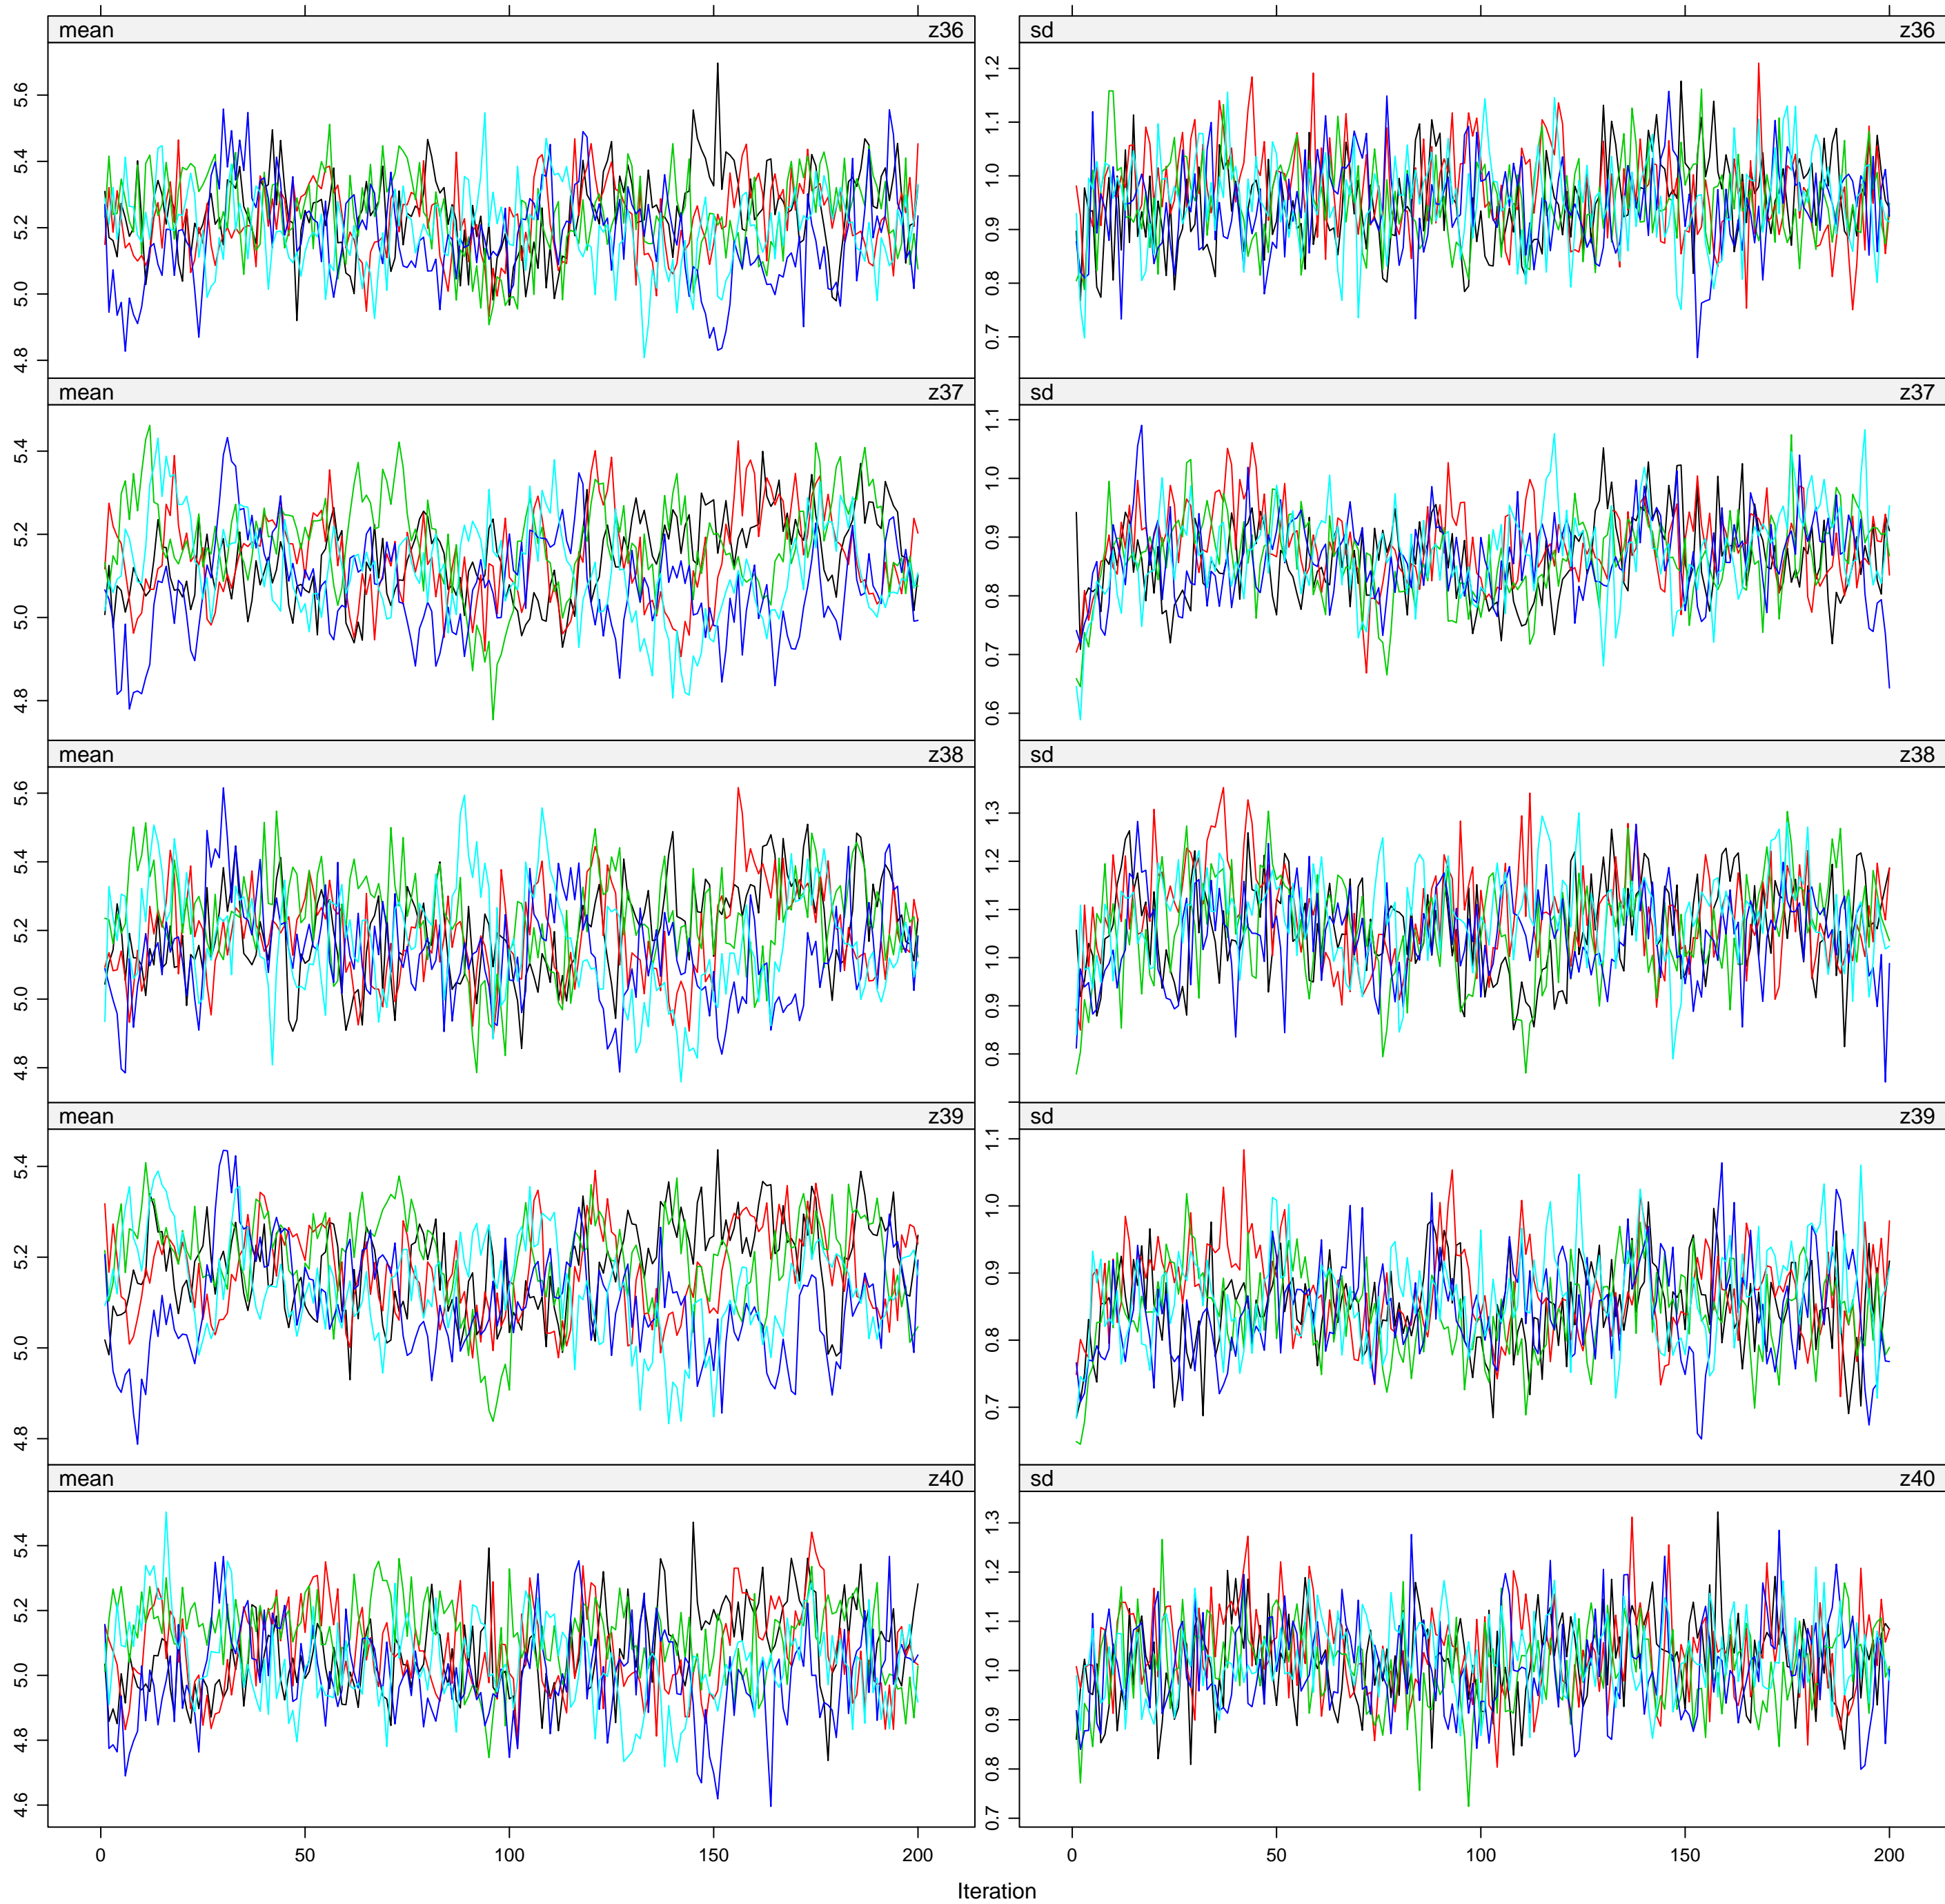 mean z36 sd z36
4.8 5.0 5.2 5.4 5.6
0.7 0.8 0.9 1.0 1.1 1.2
mean z37 sd z37
4.8 5.0 5.2 5.4
0.6 0.7 0.8 0.9 1.0 1.1
mean z38 sd z38
4.8 5.0 5.2 5.4 5.6
0.8 0.9 1.0 1.1 1.2 1.3
mean z39 sd z39
4.8 5.0 5.2 5.4
0.7 0.8 0.9 1.0 1.1
mean z40 sd z40
4.6 4.8 5.0 5.2 5.4
0.7 0.8 0.9 1.0 1.1 1.2 1.3
0 50 100 150 200 0 50 100 150 200
Iteration